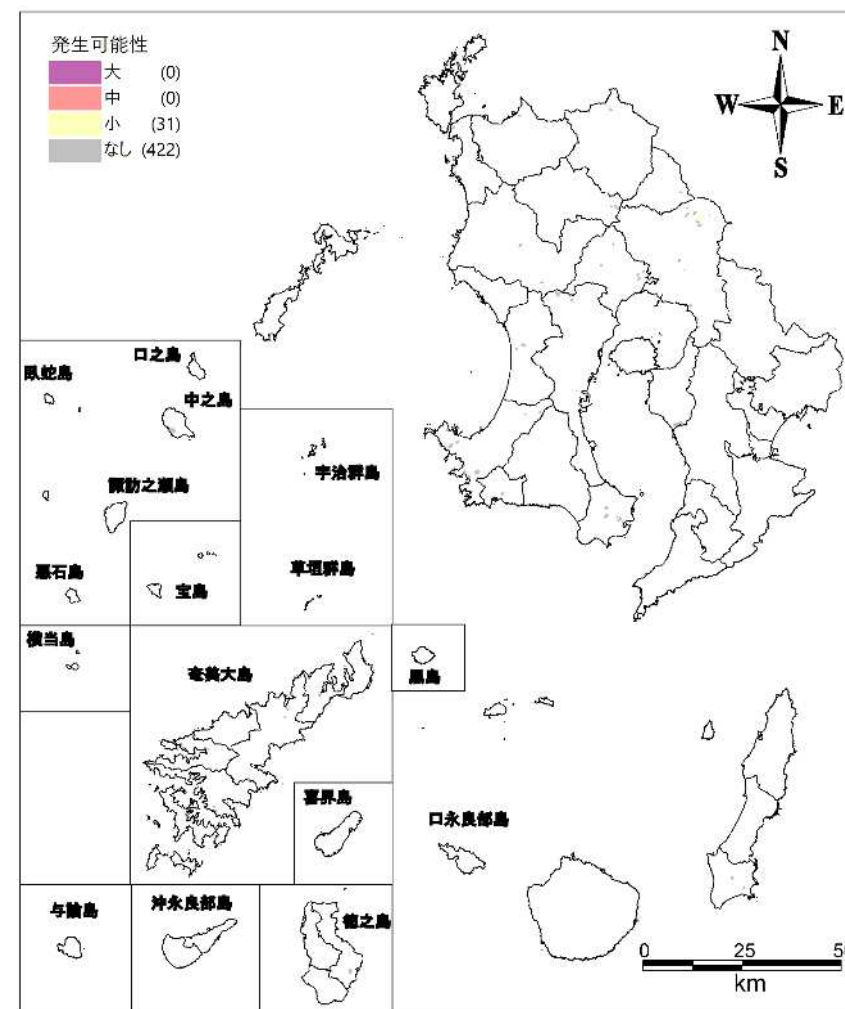 発生可能性
大 (0)
中 (0)
小 (31)
なし (422)
N
W E
S
口之島
臥蛇島
中之島
宇治群島
諏訪之瀬島
草垣群島
悪石島
宝島
横当島
奄美大島
黒島
喜界島
口永良部島
与論島
沖永良部島
徳之島
0 25 50
km